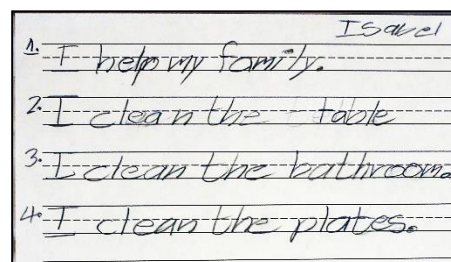 Isabel
1. I help my family.
2. I clean the table
3. I clean the bathroom.
4. I clean the plates.